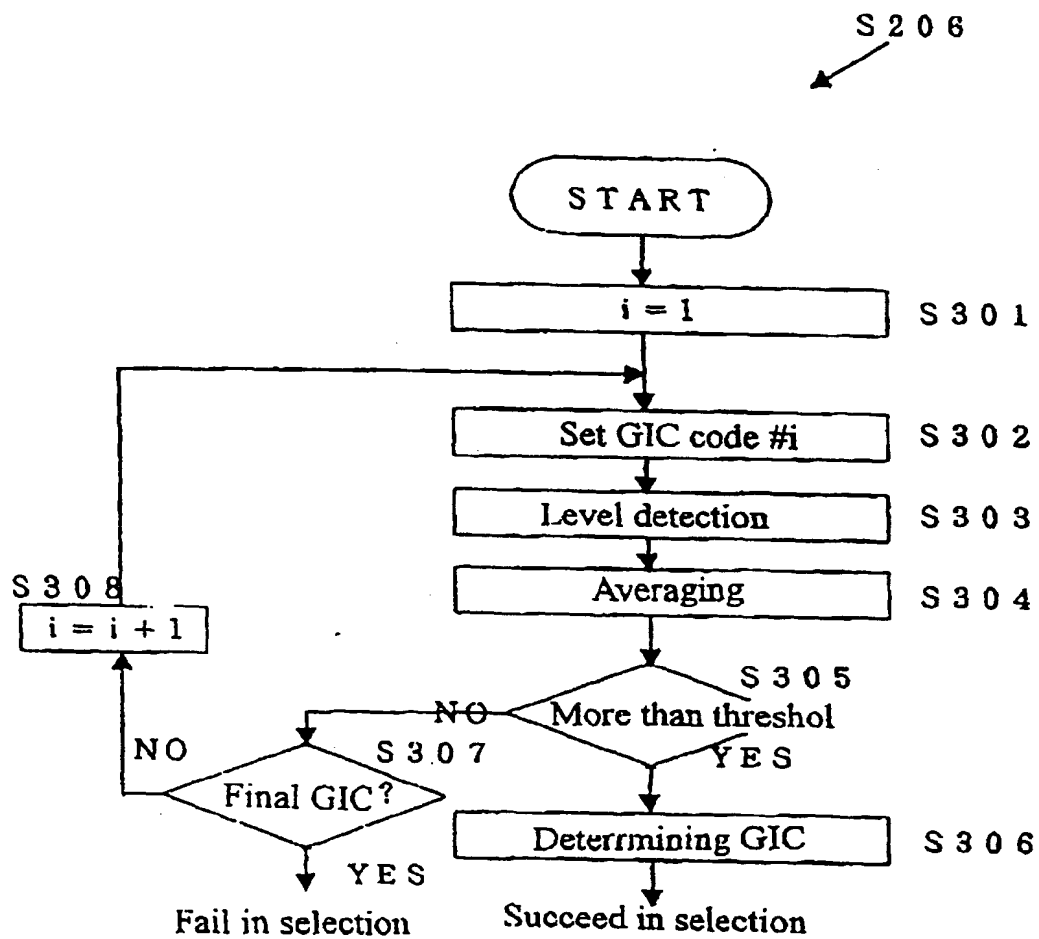 S206
START
i = 1
S301
Set GIC code #i
S302
Level detection
S303
Averaging
S304
S308
i = i + 1
S305
More than threshol
NO
YES
S307
NO
Final GIC?
YES
Determining GIC
S306
Fail in selection
Succeed in selection